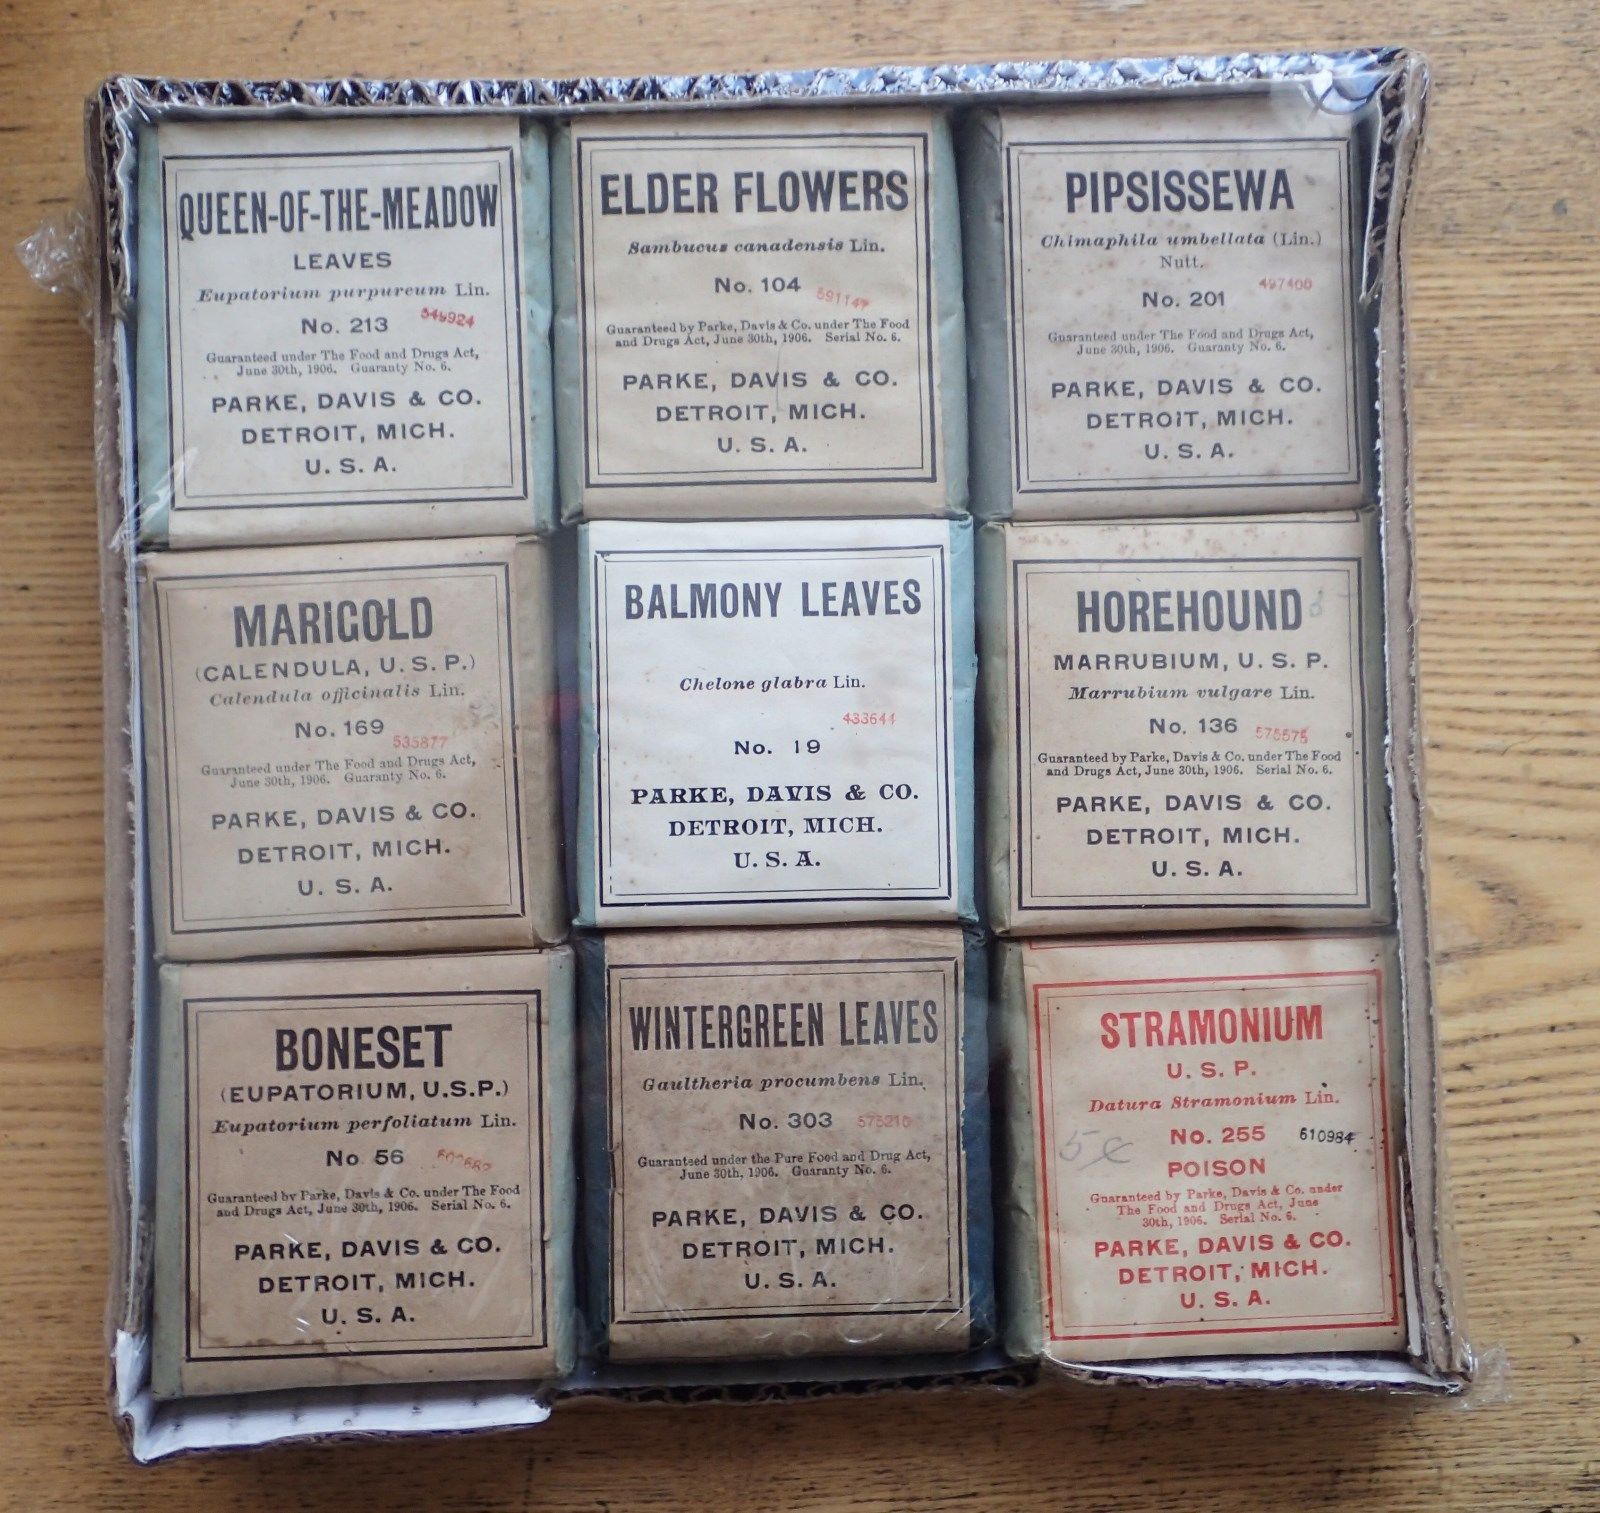 QUEEN-OF-THE-MEADOW
LEAVES
Eupatorium purpureum Lin.
No. 213
Guaranteed under The Food and Drugs Act,
June 30th, 1906. Guaranty No. 6.
PARKE, DAVIS & CO.
DETROIT, MICH.
U. S. A.
ELDER FLOWERS
Sambucus canadensis Lin.
No. 104
591147
Guaranteed by Parke, Davis & Co. under The Food
and Drugs Act, June 30th, 1906. Serial No. 6.
PARKE, DAVIS & CO.
DETROIT, MICH.
U. S. A.
PIPSISSEWA
Chimaphila umbellata (Lin.)
Nutt.
No. 201
497400
Guaranteed under The Food and Drugs Act,
June 30th, 1906. Guaranty No. 6.
PARKE, DAVIS & CO.
DETROIT, MICH.
U. S. A.
MARIGOLD
(CALENDULA, U. S. P.)
Calendula officinalis Lin.
No. 169
535877
Guaranteed under The Food and Drugs Act,
June 30th, 1906. Guaranty No. 6.
PARKE, DAVIS & CO.
DETROIT, MICH.
U. S. A.
BALMONY LEAVES
Chelone glabra Lin.
433641
No. 19
PARKE, DAVIS & CO.
DETROIT, MICH.
U. S. A.
HOREHOUND
MARRUBIUM, U. S. P.
Marrubium vulgare Lin.
No. 136
575575
Guaranteed by Parke, Davis & Co. under The Food
and Drugs Act, June 30th, 1906. Serial No. 6.
PARKE, DAVIS & CO.
DETROIT, MICH.
U. S. A.
BONESET
(EUPATORIUM, U.S.P.)
Eupatorium perfoliatum Lin.
No. 56
Guaranteed by Parke, Davis & Co. under The Food
and Drugs Act, June 30th, 1906. Serial No. 6.
PARKE, DAVIS & CO.
DETROIT, MICH.
U. S. A.
WINTERGREEN LEAVES
Gaultheria procumbens Lin.
No. 303
575210
Guaranteed under the Pure Food and Drug Act,
June 30th, 1906. Guaranty No. 6.
PARKE, DAVIS & CO.
DETROIT, MICH.
U. S. A.
STRAMONIUM
U. S. P.
Datura Stramonium Lin.
No. 255 610984
5¢
POISON
Guaranteed by Parke, Davis & Co. under
The Food and Drugs Act, June
30th, 1906. Serial No. 6.
PARKE, DAVIS & CO.
DETROIT, MICH.
U. S. A.